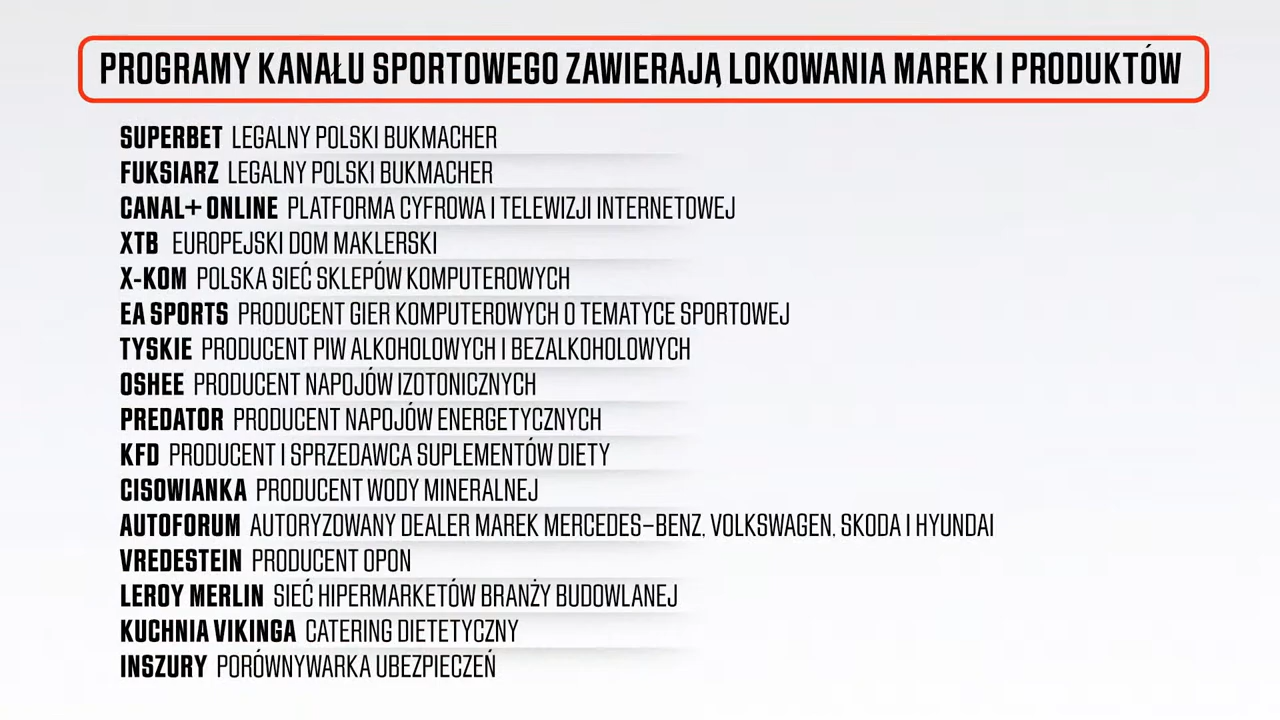 PROGRAMY KANAŁU SPORTOWEGO ZAWIERAJĄ LOKOWANIA MAREK I PRODUKTÓW
SUPERBET LEGALNY POLSKI BUKMACHER
FUKSIARZ LEGALNY POLSKI BUKMACHER
CANAL+ ONLINE PLATFORMA CYFROWA I TELEWIZJI INTERNETOWEJ
XTB EUROPEJSKI DOM MAKLERSKI
X-KOM POLSKA SIEĆ SKLEPÓW KOMPUTEROWYCH
EA SPORTS PRODUCENT GIER KOMPUTEROWYCH O TEMATYCE SPORTOWEJ
TYSKIE PRODUCENT PIW ALKOHOLOWYCH I BEZALKOHOLOWYCH
OSHEE PRODUCENT NAPOJÓW IZOTONICZNYCH
PREDATOR PRODUCENT NAPOJÓW ENERGETYCZNYCH
KFD PRODUCENT I SPRZEDAWCA SUPLEMENTÓW DIETY
CISOWIANKA PRODUCENT WODY MINERALNEJ
AUTOFORUM AUTORYZOWANY DEALER MAREK MERCEDES–BENZ, VOLKSWAGEN, SKODA I HYUNDAI
VREDESTEIN PRODUCENT OPON
LEROY MERLIN SIEĆ HIPERMARKETÓW BRANŻY BUDOWLANEJ
KUCHNIA VIKINGA CATERING DIETETYCZNY
INSZURY PORÓWNYWARKA UBEZPIECZEŃ